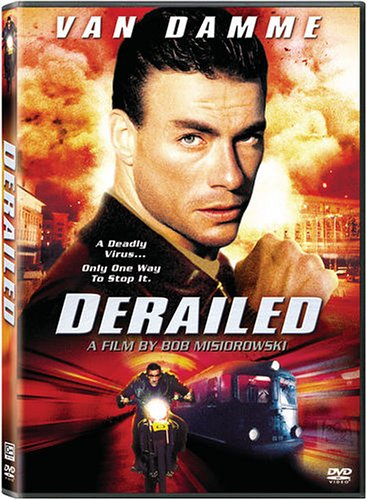 VAN DAMME
A Deadly
Virus...
Only One Way
To Stop It.
DERAILED
A FILM BY BOB MISIOROWSKI
DERAILED
DVD
VIDEO
DVD
VIDEO